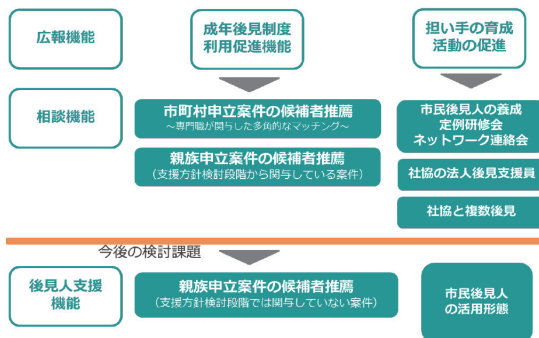 広報機能
成年後見制度
利用促進機能
担い手の育成
活動の促進
相談機能
市町村申立案件の候補者推薦
～専門職が関与した多角的なマッチング～
親族申立案件の候補者推薦
（支援方針検討段階から関与している案件）
市民後見人の養成
定例研修会
ネットワーク連絡会
社協の法人後見支援員
社協と複数後見
今後の検討課題
後見人支援
機能
親族申立案件の候補者推薦
（支援方針検討段階では関与していない案件）
市民後見人
の活用形態